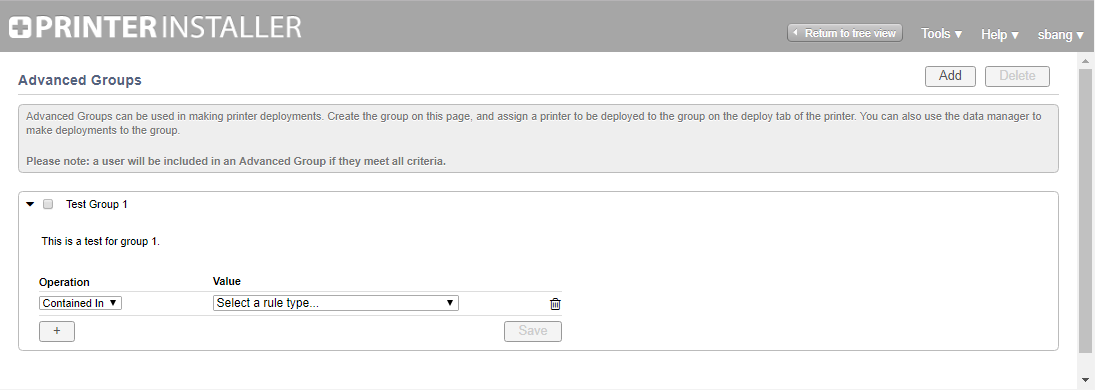 PRINTER INSTALLER
Return to tree view Tools ▾ Help ▾ sbang ▾
Advanced Groups Add Delete
Advanced Groups can be used in making printer deployments. Create the group on this page, and assign a printer to be deployed to the group on the deploy tab of the printer. You can also use the data manager to
make deployments to the group.
Please note: a user will be included in an Advanced Group if they meet all criteria.
Test Group 1
This is a test for group 1.
Operation Value
Contained In ▾ Select a rule type... ▾
+ Save